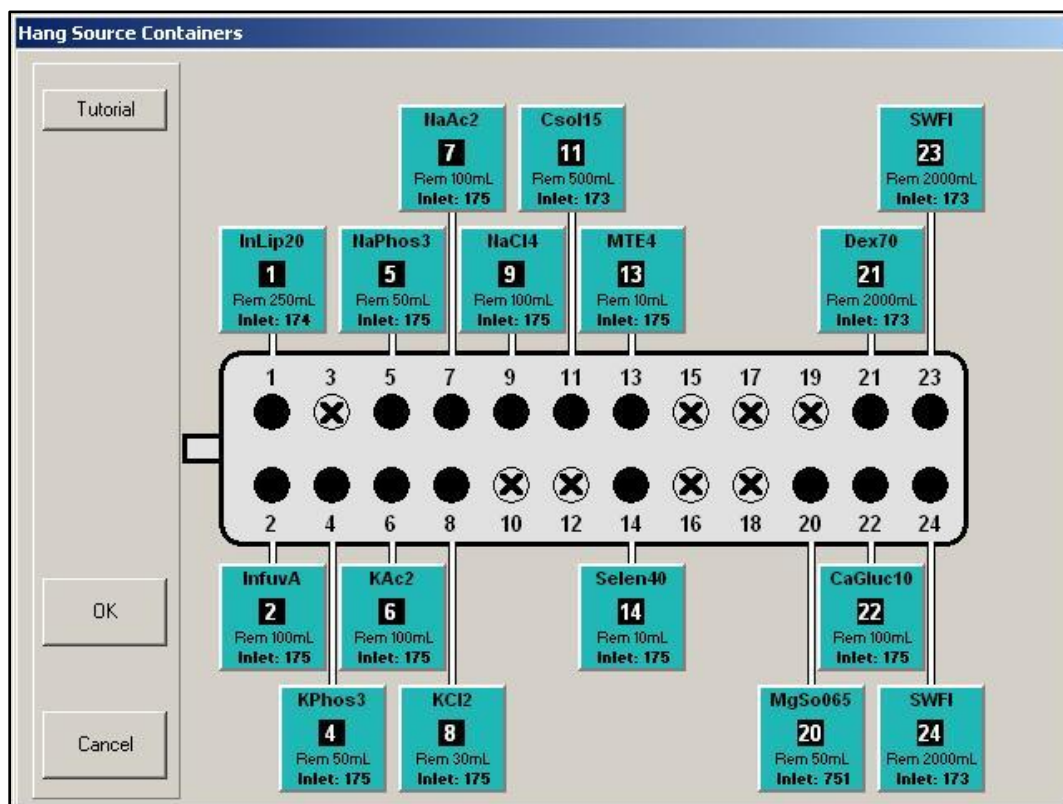 Hang Source Containers
Tutorial
NaAc2
7
Rem 100mL
Inlet: 175
Csol15
11
Rem 500mL
Inlet: 173
SWFI
23
Rem 2000mL
Inlet: 173
InLip20
1
Rem 250mL
Inlet: 174
NaPhos3
5
Rem 50mL
Inlet: 175
NaCl4
9
Rem 100mL
Inlet: 175
MTE4
13
Rem 10mL
Inlet: 175
Dex70
21
Rem 2000mL
Inlet: 173
1 3 5 7 9 11 13 15 17 19 21 23
2 4 6 8 10 12 14 16 18 20 22 24
InfuvA
2
Rem 100mL
Inlet: 175
KAc2
6
Rem 100mL
Inlet: 175
Selen40
14
Rem 10mL
Inlet: 175
CaGluc10
22
Rem 100mL
Inlet: 175
OK
KPhos3
4
Rem 50mL
Inlet: 175
KCl2
8
Rem 30mL
Inlet: 175
MgSo065
20
Rem 50mL
Inlet: 751
SWFI
24
Rem 2000mL
Inlet: 173
Cancel